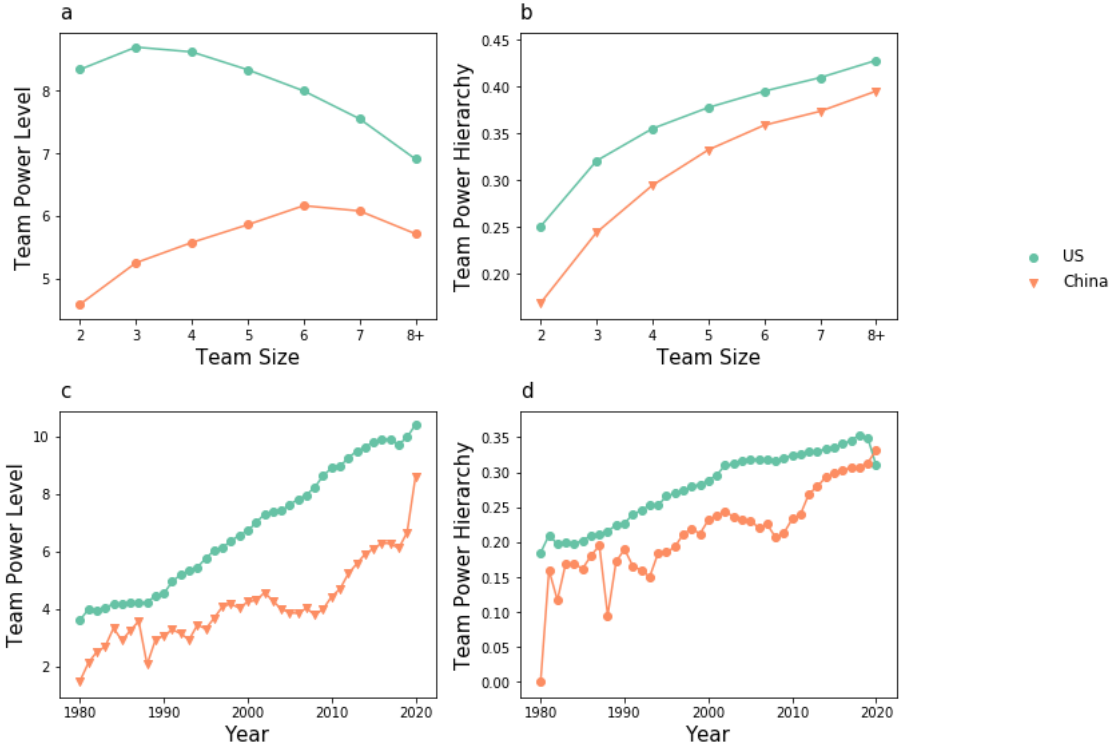 a
Team Power Level
8
7
6
5
2 3 4 5 6 7 8+
Team Size
b
Team Power Hierarchy
0.45
0.40
0.35
0.30
0.25
0.20
2 3 4 5 6 7 8+
Team Size
US
China
c
Team Power Level
10
8
6
4
2
1980 1990 2000 2010 2020
Year
d
Team Power Hierarchy
0.35
0.30
0.25
0.20
0.15
0.10
0.05
0.00
1980 1990 2000 2010 2020
Year